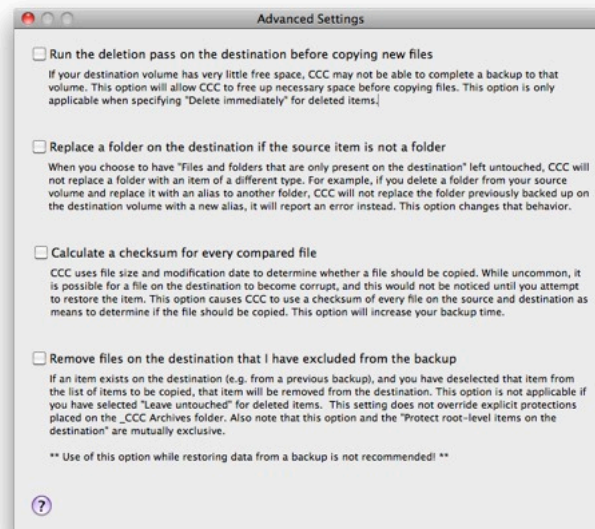 Advanced Settings
Run the deletion pass on the destination before copying new files
If your destination volume has very little free space, CCC may not be able to complete a backup to that
volume. This option will allow CCC to free up necessary space before copying files. This option is only
applicable when specifying "Delete immediately" for deleted items.
Replace a folder on the destination if the source item is not a folder
When you choose to have "Files and folders that are only present on the destination" left untouched, CCC will
not replace a folder with an item of a different type. For example, if you delete a folder from your source
volume and replace it with an alias to another folder, CCC will not replace the folder previously backed up on
the destination volume with a new alias, it will report an error instead. This option changes that behavior.
Calculate a checksum for every compared file
CCC uses file size and modification date to determine whether a file should be copied. While uncommon, it
is possible for a file on the destination to become corrupt, and this would not be noticed until you attempt
to restore the item. This option causes CCC to use a checksum of every file on the source and destination as
means to determine if the file should be copied. This option will increase your backup time.
Remove files on the destination that I have excluded from the backup
If an item exists on the destination (e.g. from a previous backup), and you have deselected that item from
the list of items to be copied, that item will be removed from the destination. This option is not applicable if
you have selected "Leave untouched" for deleted items. This setting does not override explicit protections
placed on the _CCC Archives folder. Also note that this option and the "Protect root-level items on the
destination" are mutually exclusive.
** Use of this option while restoring data from a backup is not recommended! **
?